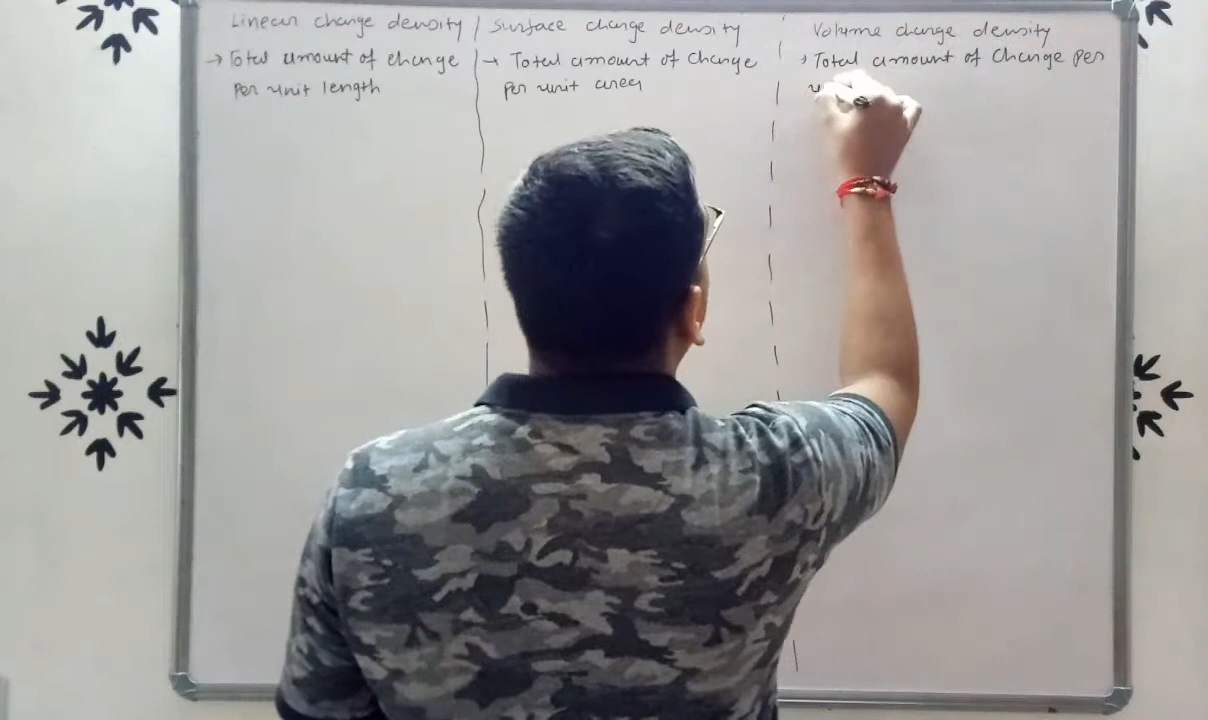 Linear charge density
→ Total amount of charge
per unit length
Surface charge density
→ Total amount of charge
per unit area
Volume charge density
→ Total amount of charge per